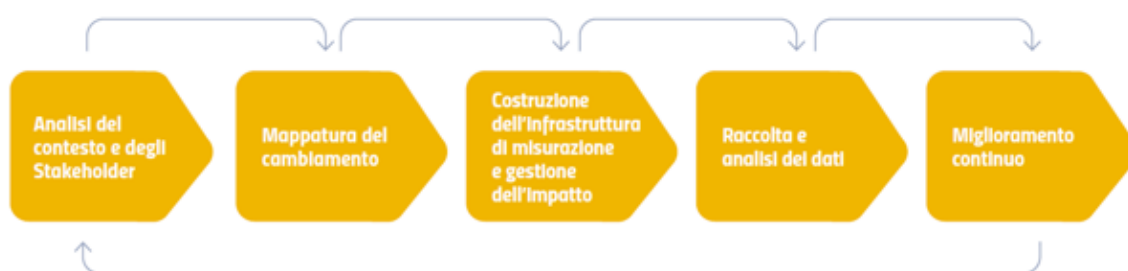 Analisi del
contesto e degli
Stakeholder
Mappatura del
cambiamento
Costruzione
dell'infrastruttura
di misurazione
e gestione
dell'impatto
Raccolta e
analisi dei dati
Miglioramento
continuo